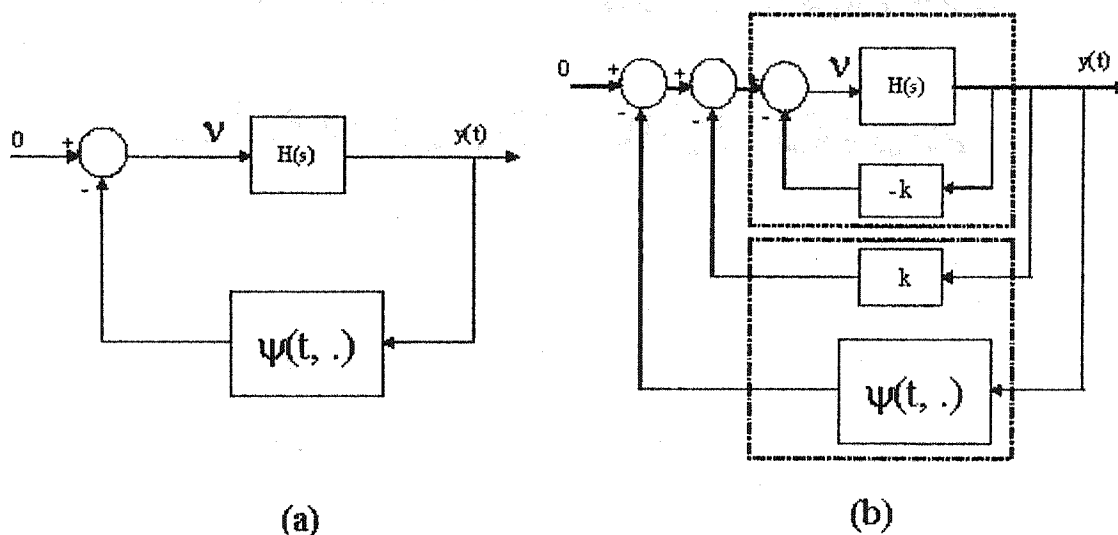 0
+
-
ν
H(s)
y(t)
ψ(t, .)
(a)
0
+
-
+
-
+
-
ν
H(s)
y(t)
-k
k
ψ(t, .)
(b)